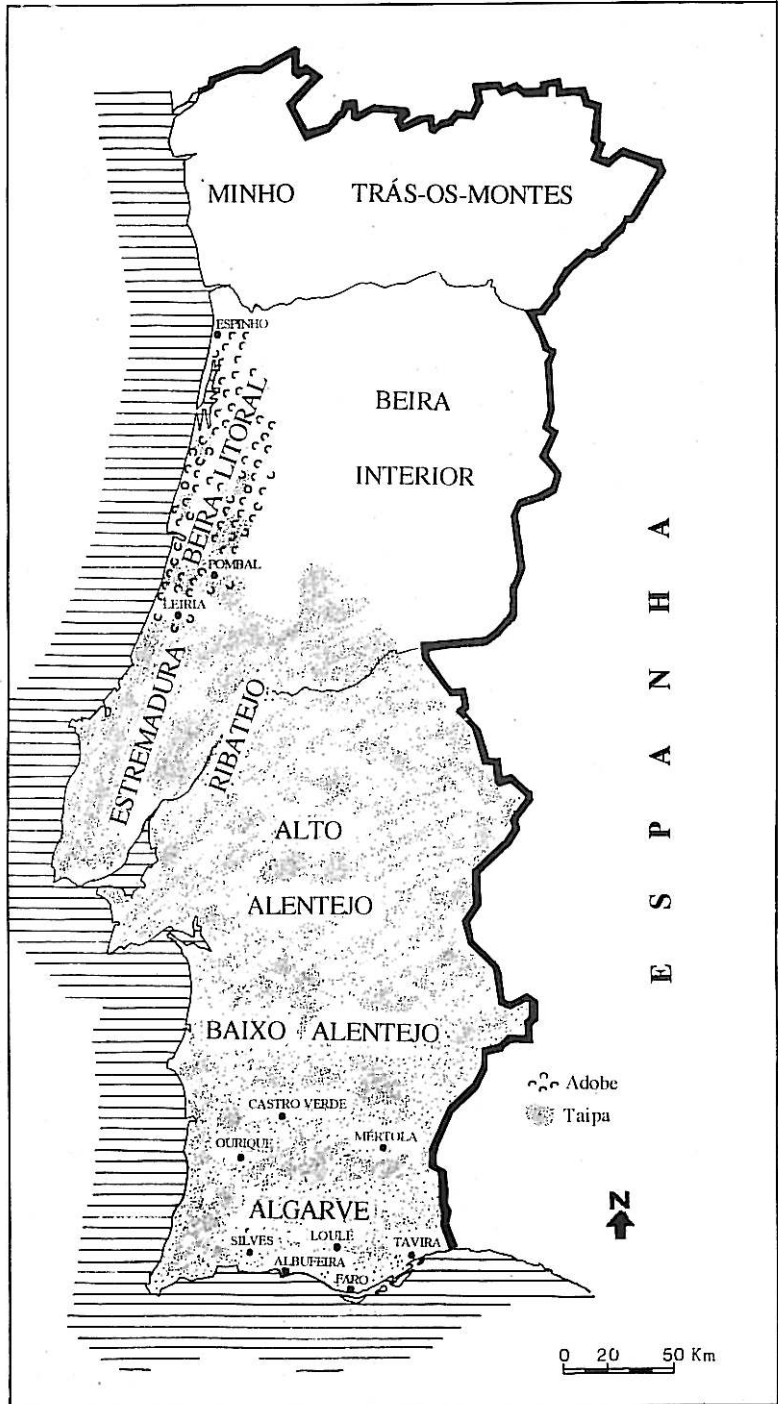 MINHO TRÁS-OS-MONTES
ESPINHO
BEIRA
INTERIOR
BEIRA LITORAL
POMBAL
LEIRIA
ESTREMADURA
RIBATEJO
ESPANHA
ALTO
ALENTEJO
BAIXO ALENTEJO
Adobe
Taipa
CASTRO VERDE
OURIQUE
MÉRTOLA
ALGARVE
SILVES
LOULÉ
TAVIRA
ALBUFEIRA
FARO
N
0 20 50 Km